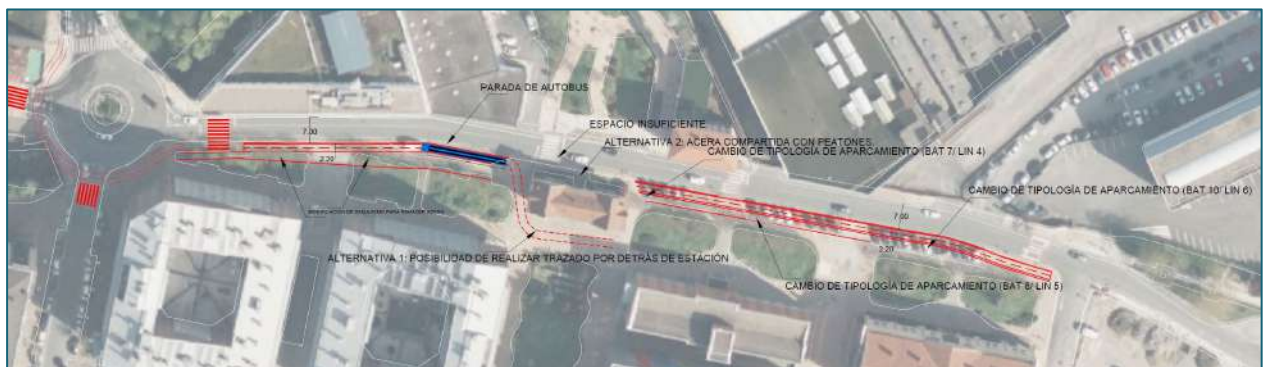 PARADA DE AUTOBUS
ESPACIO INSUFICIENTE
ALTERNATIVA 2: ACERA COMPARTIDA CON PEATONES
CAMBIO DE TIPOLOGÍA DE APARCAMIENTO (BAT 7/ LIN 4)
7.00
2.20
CAMBIO DE TIPOLOGÍA DE APARCAMIENTO (BAT 10/ LIN 6)
7.00
2.20
ALTERNATIVA 1: POSIBILIDAD DE REALIZAR TRAZADO POR DETRÁS DE ESTACIÓN
CAMBIO DE TIPOLOGÍA DE APARCAMIENTO (BAT 8/ LIN 5)